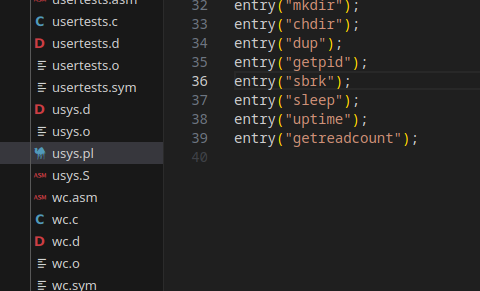 usertests.asm
usertests.c
usertests.d
usertests.o
usertests.sym
usys.d
usys.o
usys.pl
usys.S
wc.asm
wc.c
wc.d
wc.o
wc.sym
32 entry("mkdir");
33 entry("chdir");
34 entry("dup");
35 entry("getpid");
36 entry("sbrk");
37 entry("sleep");
38 entry("uptime");
39 entry("getreadcount");
40